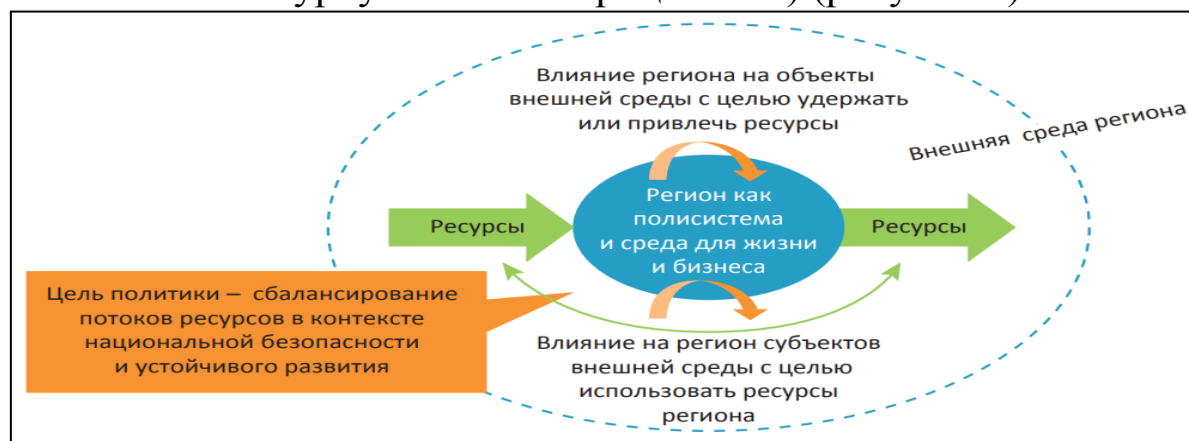 Влияние региона на объекты
внешней среды с целью удержать
или привлечь ресурсы
Внешняя среда региона
Ресурсы
Регион как
полисистема
и среда для жизни
и бизнеса
Ресурсы
Цель политики – сбалансирование
потоков ресурсов в контексте
национальной безопасности
и устойчивого развития
Влияние на регион субъектов
внешней среды с целью
использовать ресурсы
региона